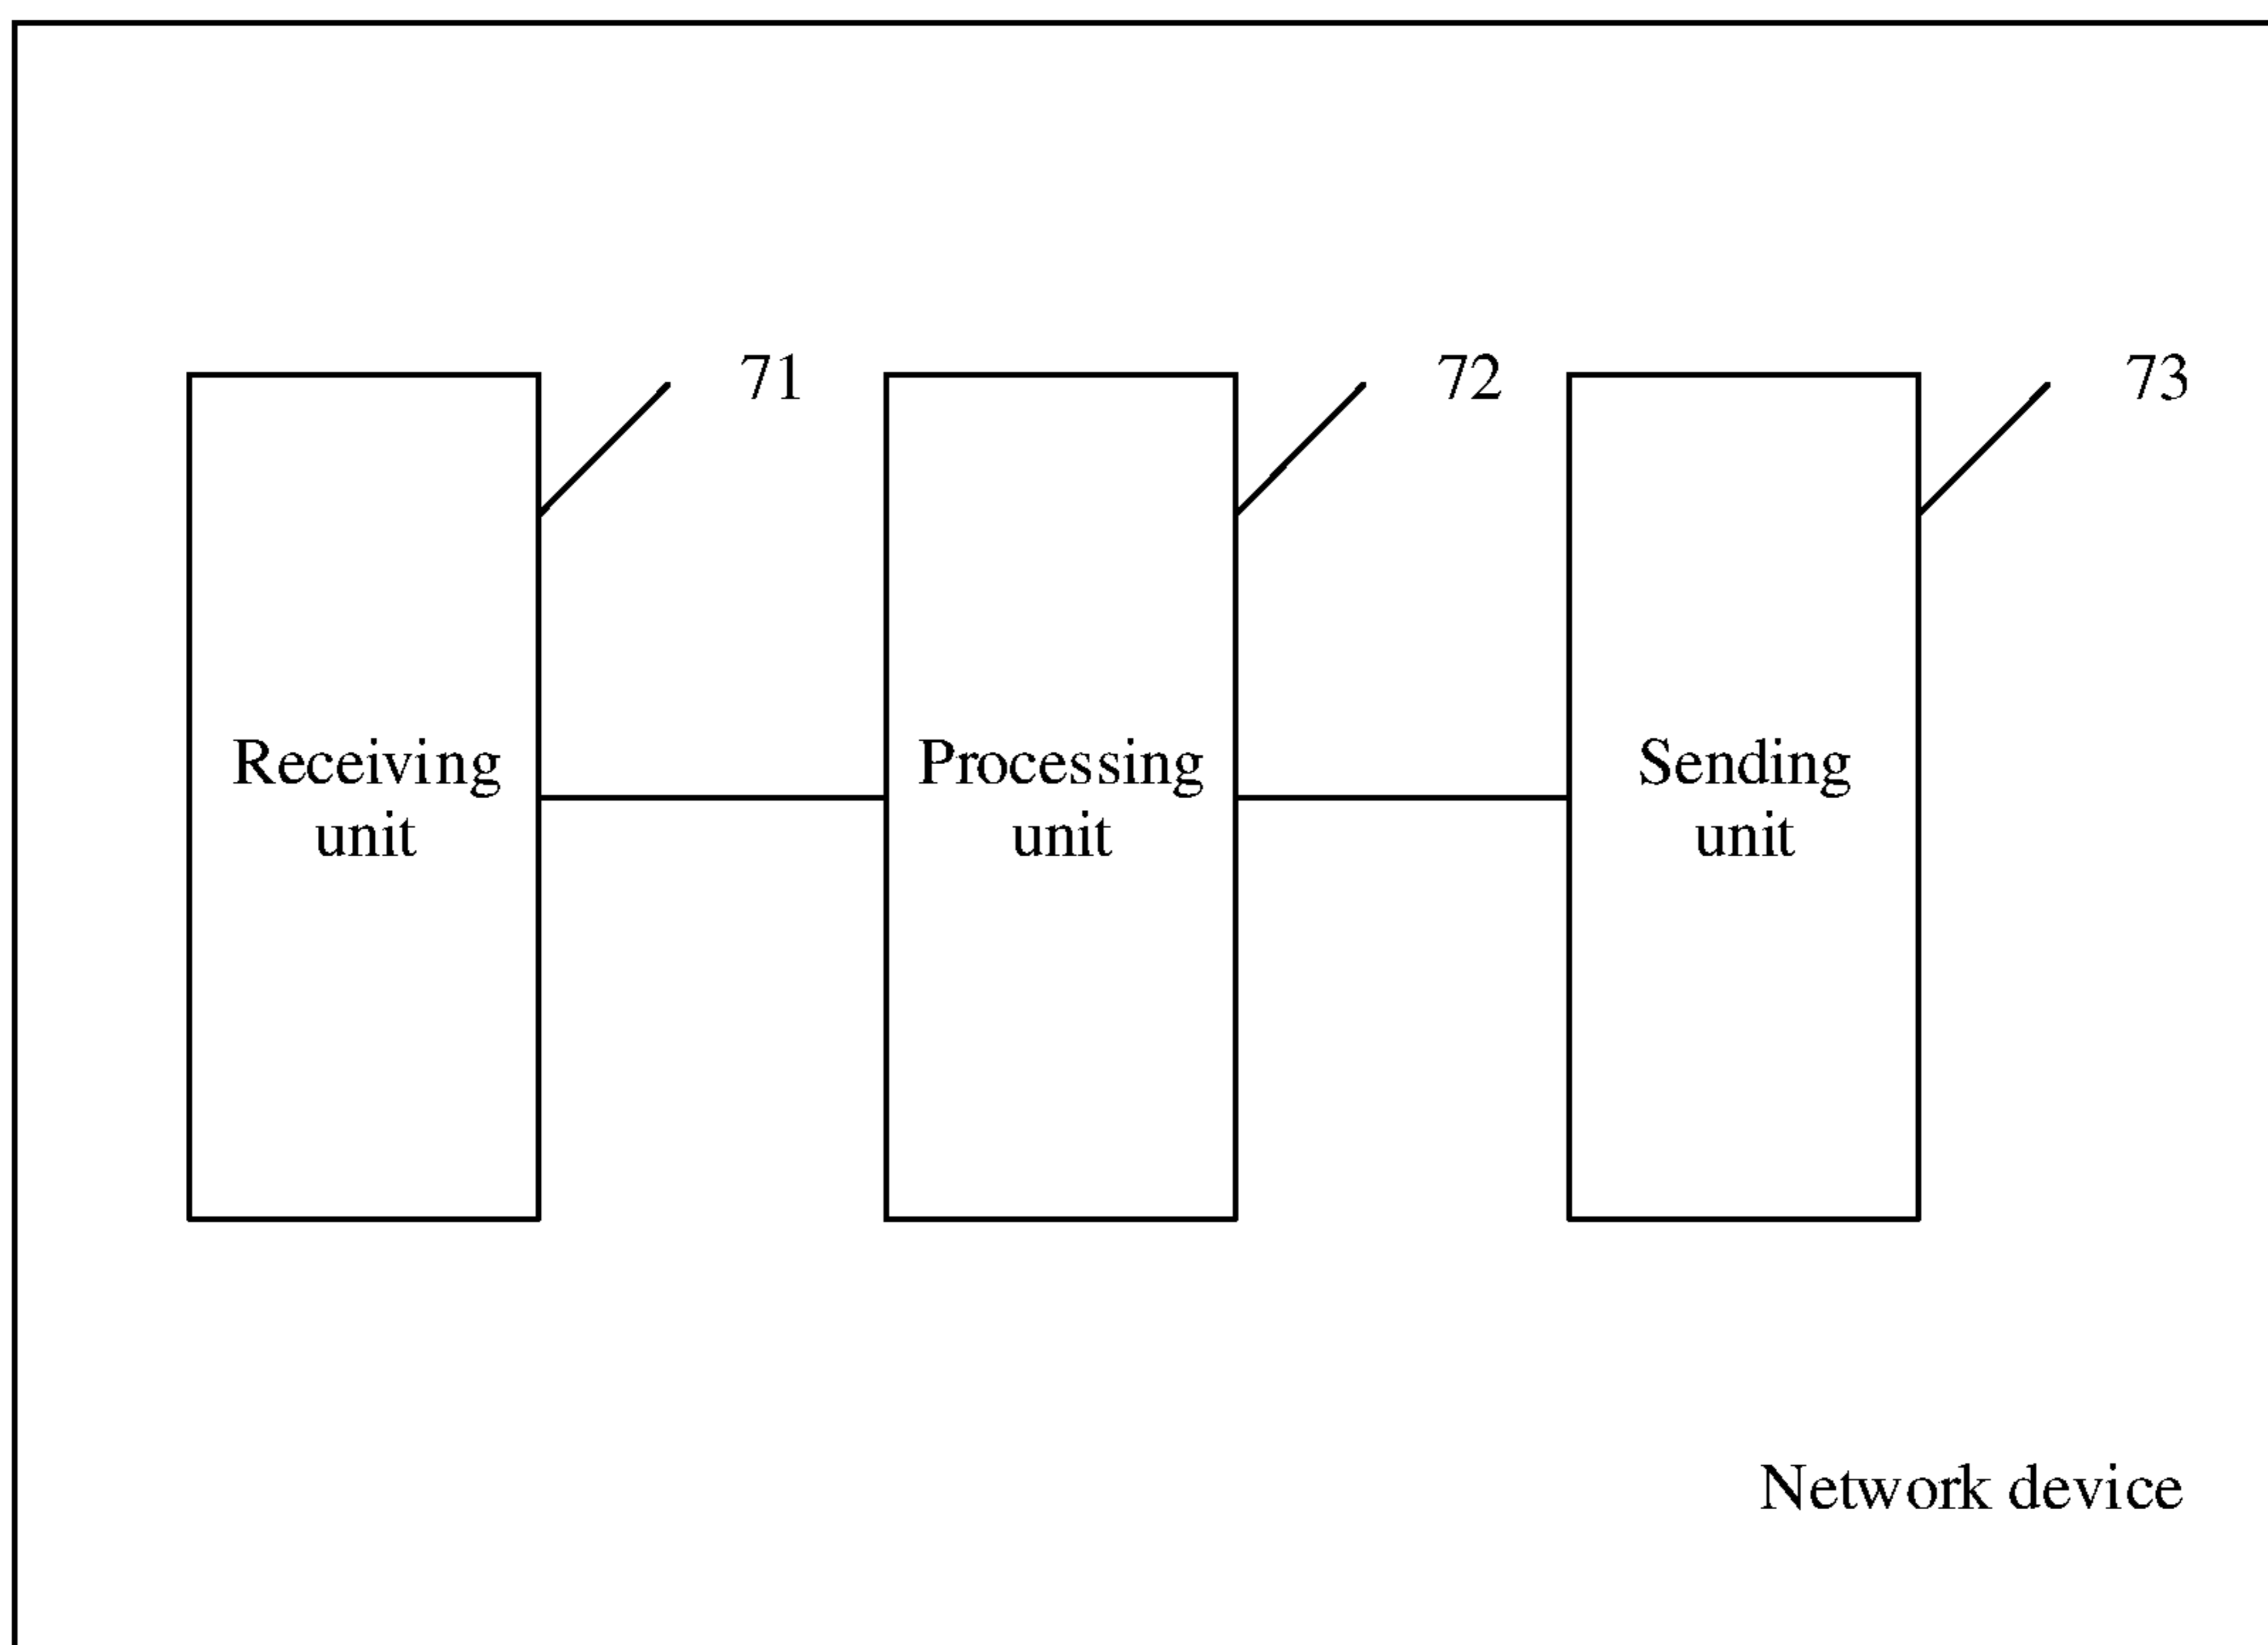 71
72
73
Receiving
unit
Processing
unit
Sending
unit
Network device